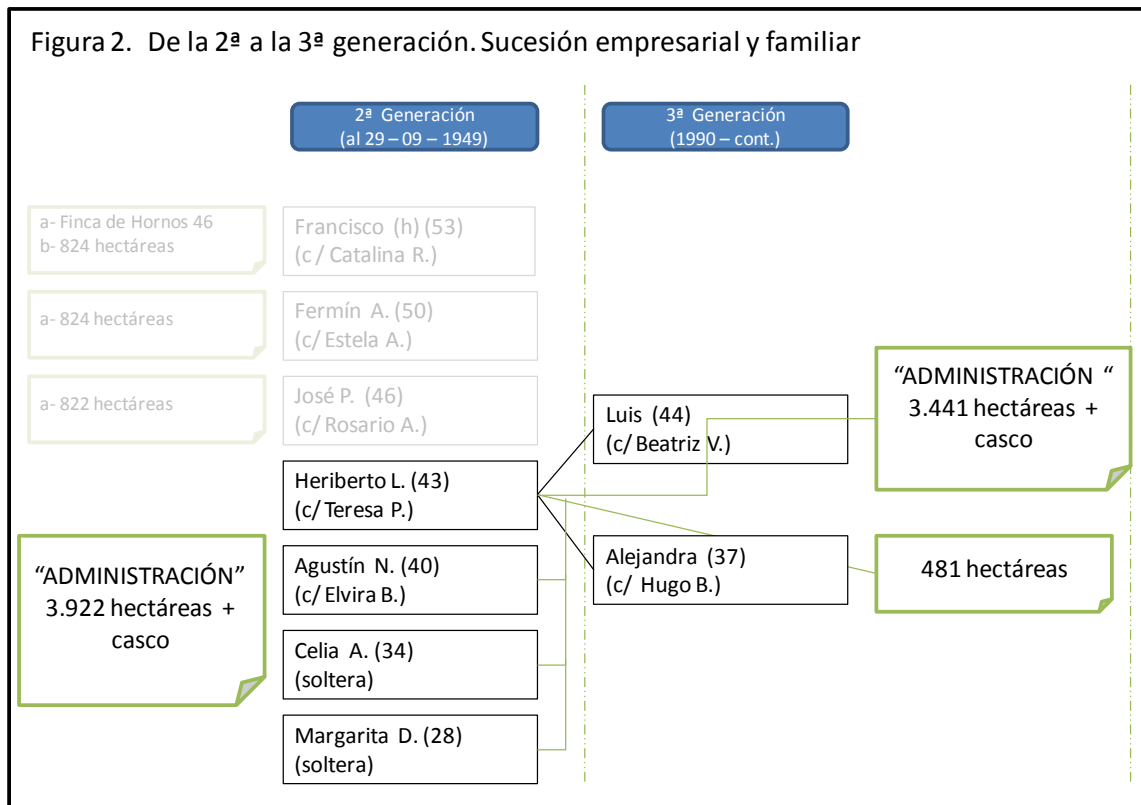 Figura 2. De la 2ª a la 3ª generación. Sucesión empresarial y familiar
2ª Generación
(al 29 – 09 – 1949)
3ª Generación
(1990 – cont.)
a- Finca de Hornos 46
b- 824 hectáreas
Francisco (h) (53)
(c / Catalina R.)
a- 824 hectáreas
Fermín A. (50)
(c/ Estela A.)
a- 822 hectáreas
José P. (46)
(c/ Rosario A.)
Luis (44)
(c/ Beatriz V.)
“ADMINISTRACIÓN “
3.441 hectáreas +
casco
Heriberto L. (43)
(c/ Teresa P.)
“ADMINISTRACIÓN”
3.922 hectáreas +
casco
Agustín N. (40)
(c/ Elvira B.)
Alejandra (37)
(c/ Hugo B.)
481 hectáreas
Celia A. (34)
(soltera)
Margarita D. (28)
(soltera)